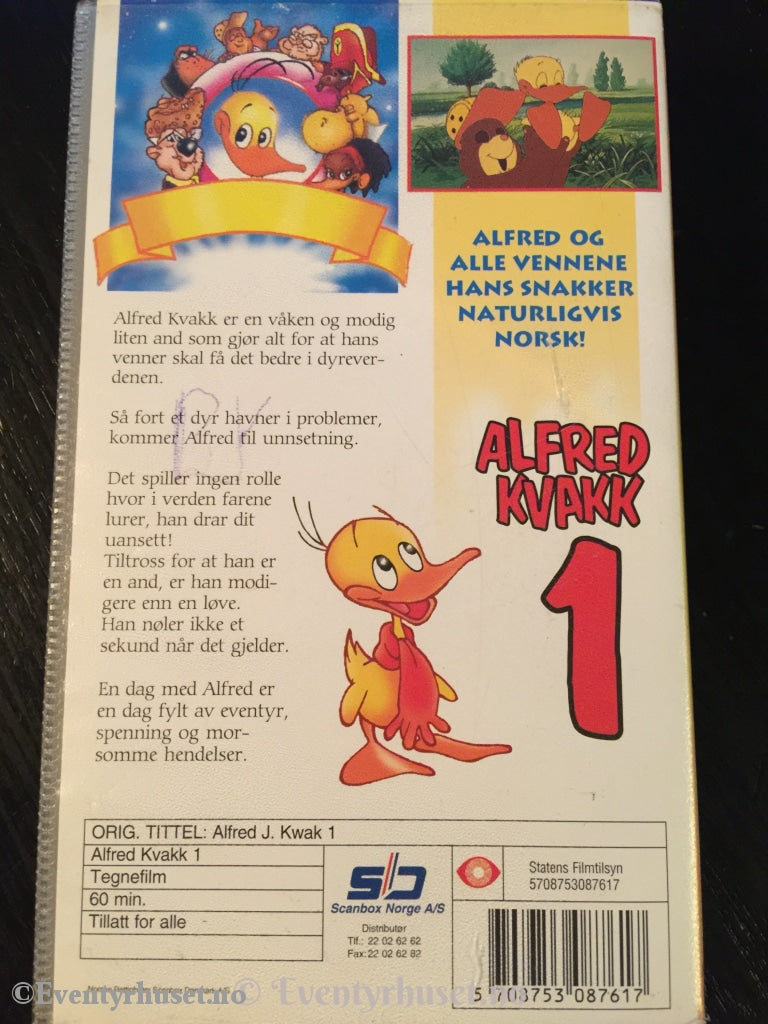 ALFRED OG
ALLE VENNENE
HANS SNAKKER
NATURLIGVIS
NORSK!
Alfred Kvakk er en våken og modig
liten and som gjør alt for at hans
venner skal få det bedre i dyrever-
denen.
Så fort et dyr havner i problemer,
kommer Alfred til unnsetning.
Det spiller ingen rolle
hvor i verden farene
lurer, han drar dit
uansett!
Tiltross for at han er
en and, er han modi-
gere enn en løve.
Han nøler ikke et
sekund når det gjelder.
En dag med Alfred er
en dag fylt av eventyr,
spenning og mor-
somme hendelser.
ALFRED
KVAKK
1
ORIG. TITTEL: Alfred J. Kwak 1
Alfred Kvakk 1
Tegnefilm
60 min.
Tillatt for alle
SD
Scanbox Norge A/S
Distributør
Tlf.: 22 02 62 62
Fax: 22 02 62 82
Statens Filmtilsyn
5708753087617
5 708753 087617
©Eventyrhuset.no © Eventyrhuset.no